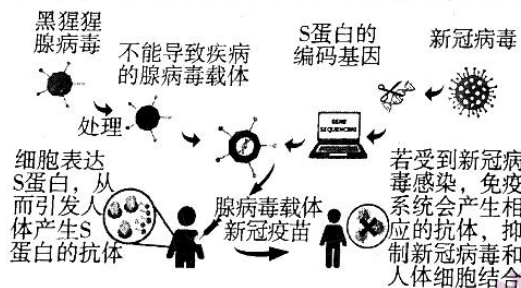 黑猩猩
腺病毒
不能导致疾病
的腺病毒载体
S蛋白的
编码基因
新冠病毒
处理
GENE
SEQUENCING
细胞表达
S蛋白，从
而引发人
体产生S
蛋白的抗体
腺病毒载体
新冠疫苗
若受到新冠病
毒感染，免疫
系统会产生相
应的抗体，抑
制新冠病毒和
人体细胞结合